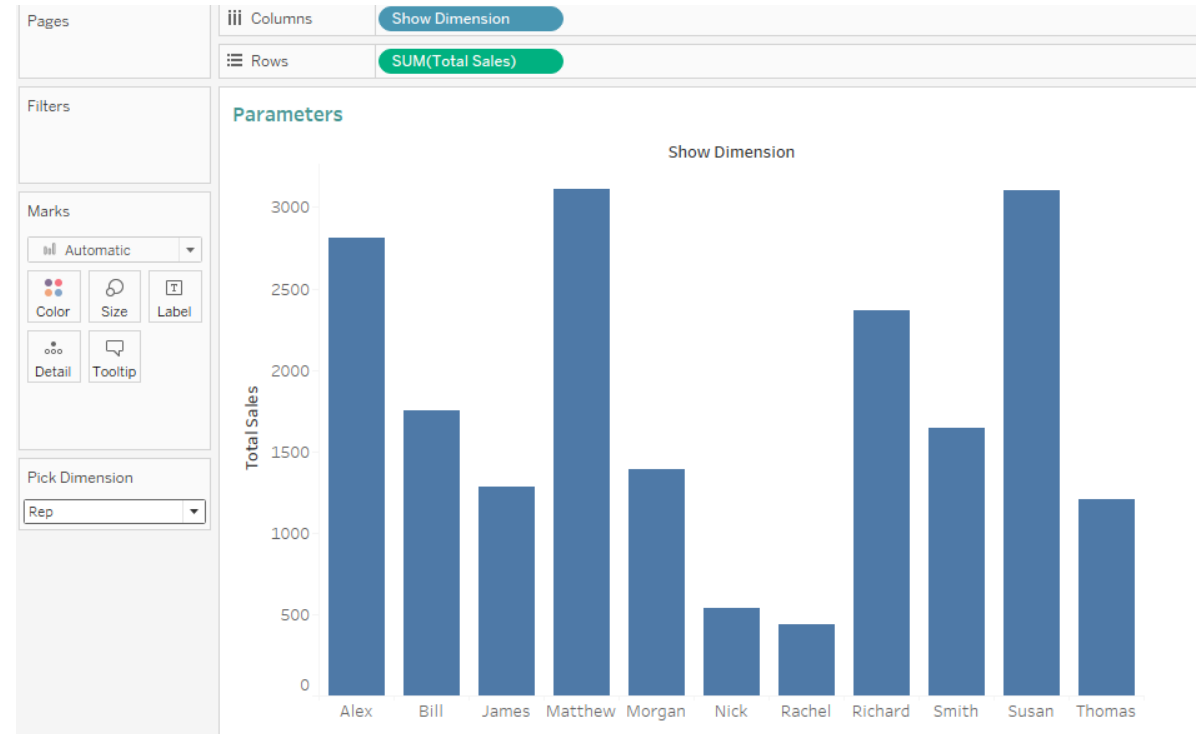 Pages
Columns
Show Dimension
Rows
SUM(Total Sales)
Filters
Marks
Automatic
Color
Size
T
Label
Detail
Tooltip
Pick Dimension
Rep
Parameters
Show Dimension
Total Sales
3000
2500
2000
1500
1000
500
0
Alex Bill James Matthew Morgan Nick Rachel Richard Smith Susan Thomas